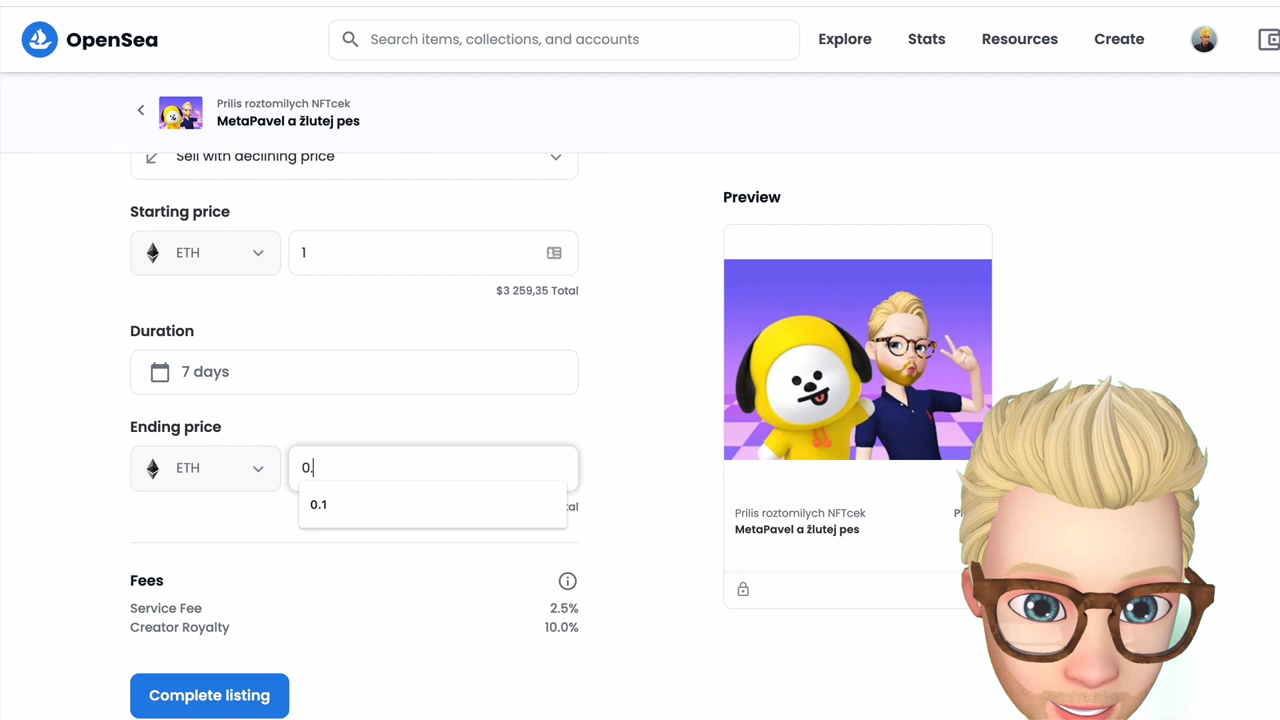 OpenSea
Search items, collections, and accounts
Explore
Stats
Resources
Create
Prilis roztomilych NFTcek
MetaPavel a žlutej pes
Sell with declining price
Starting price
ETH
1
$3 259,35 Total
Duration
7 days
Ending price
ETH
0.
0.1
Fees
Service Fee
2.5%
Creator Royalty
10.0%
Complete listing
Preview
Prilis roztomilych NFTcek
MetaPavel a žlutej pes